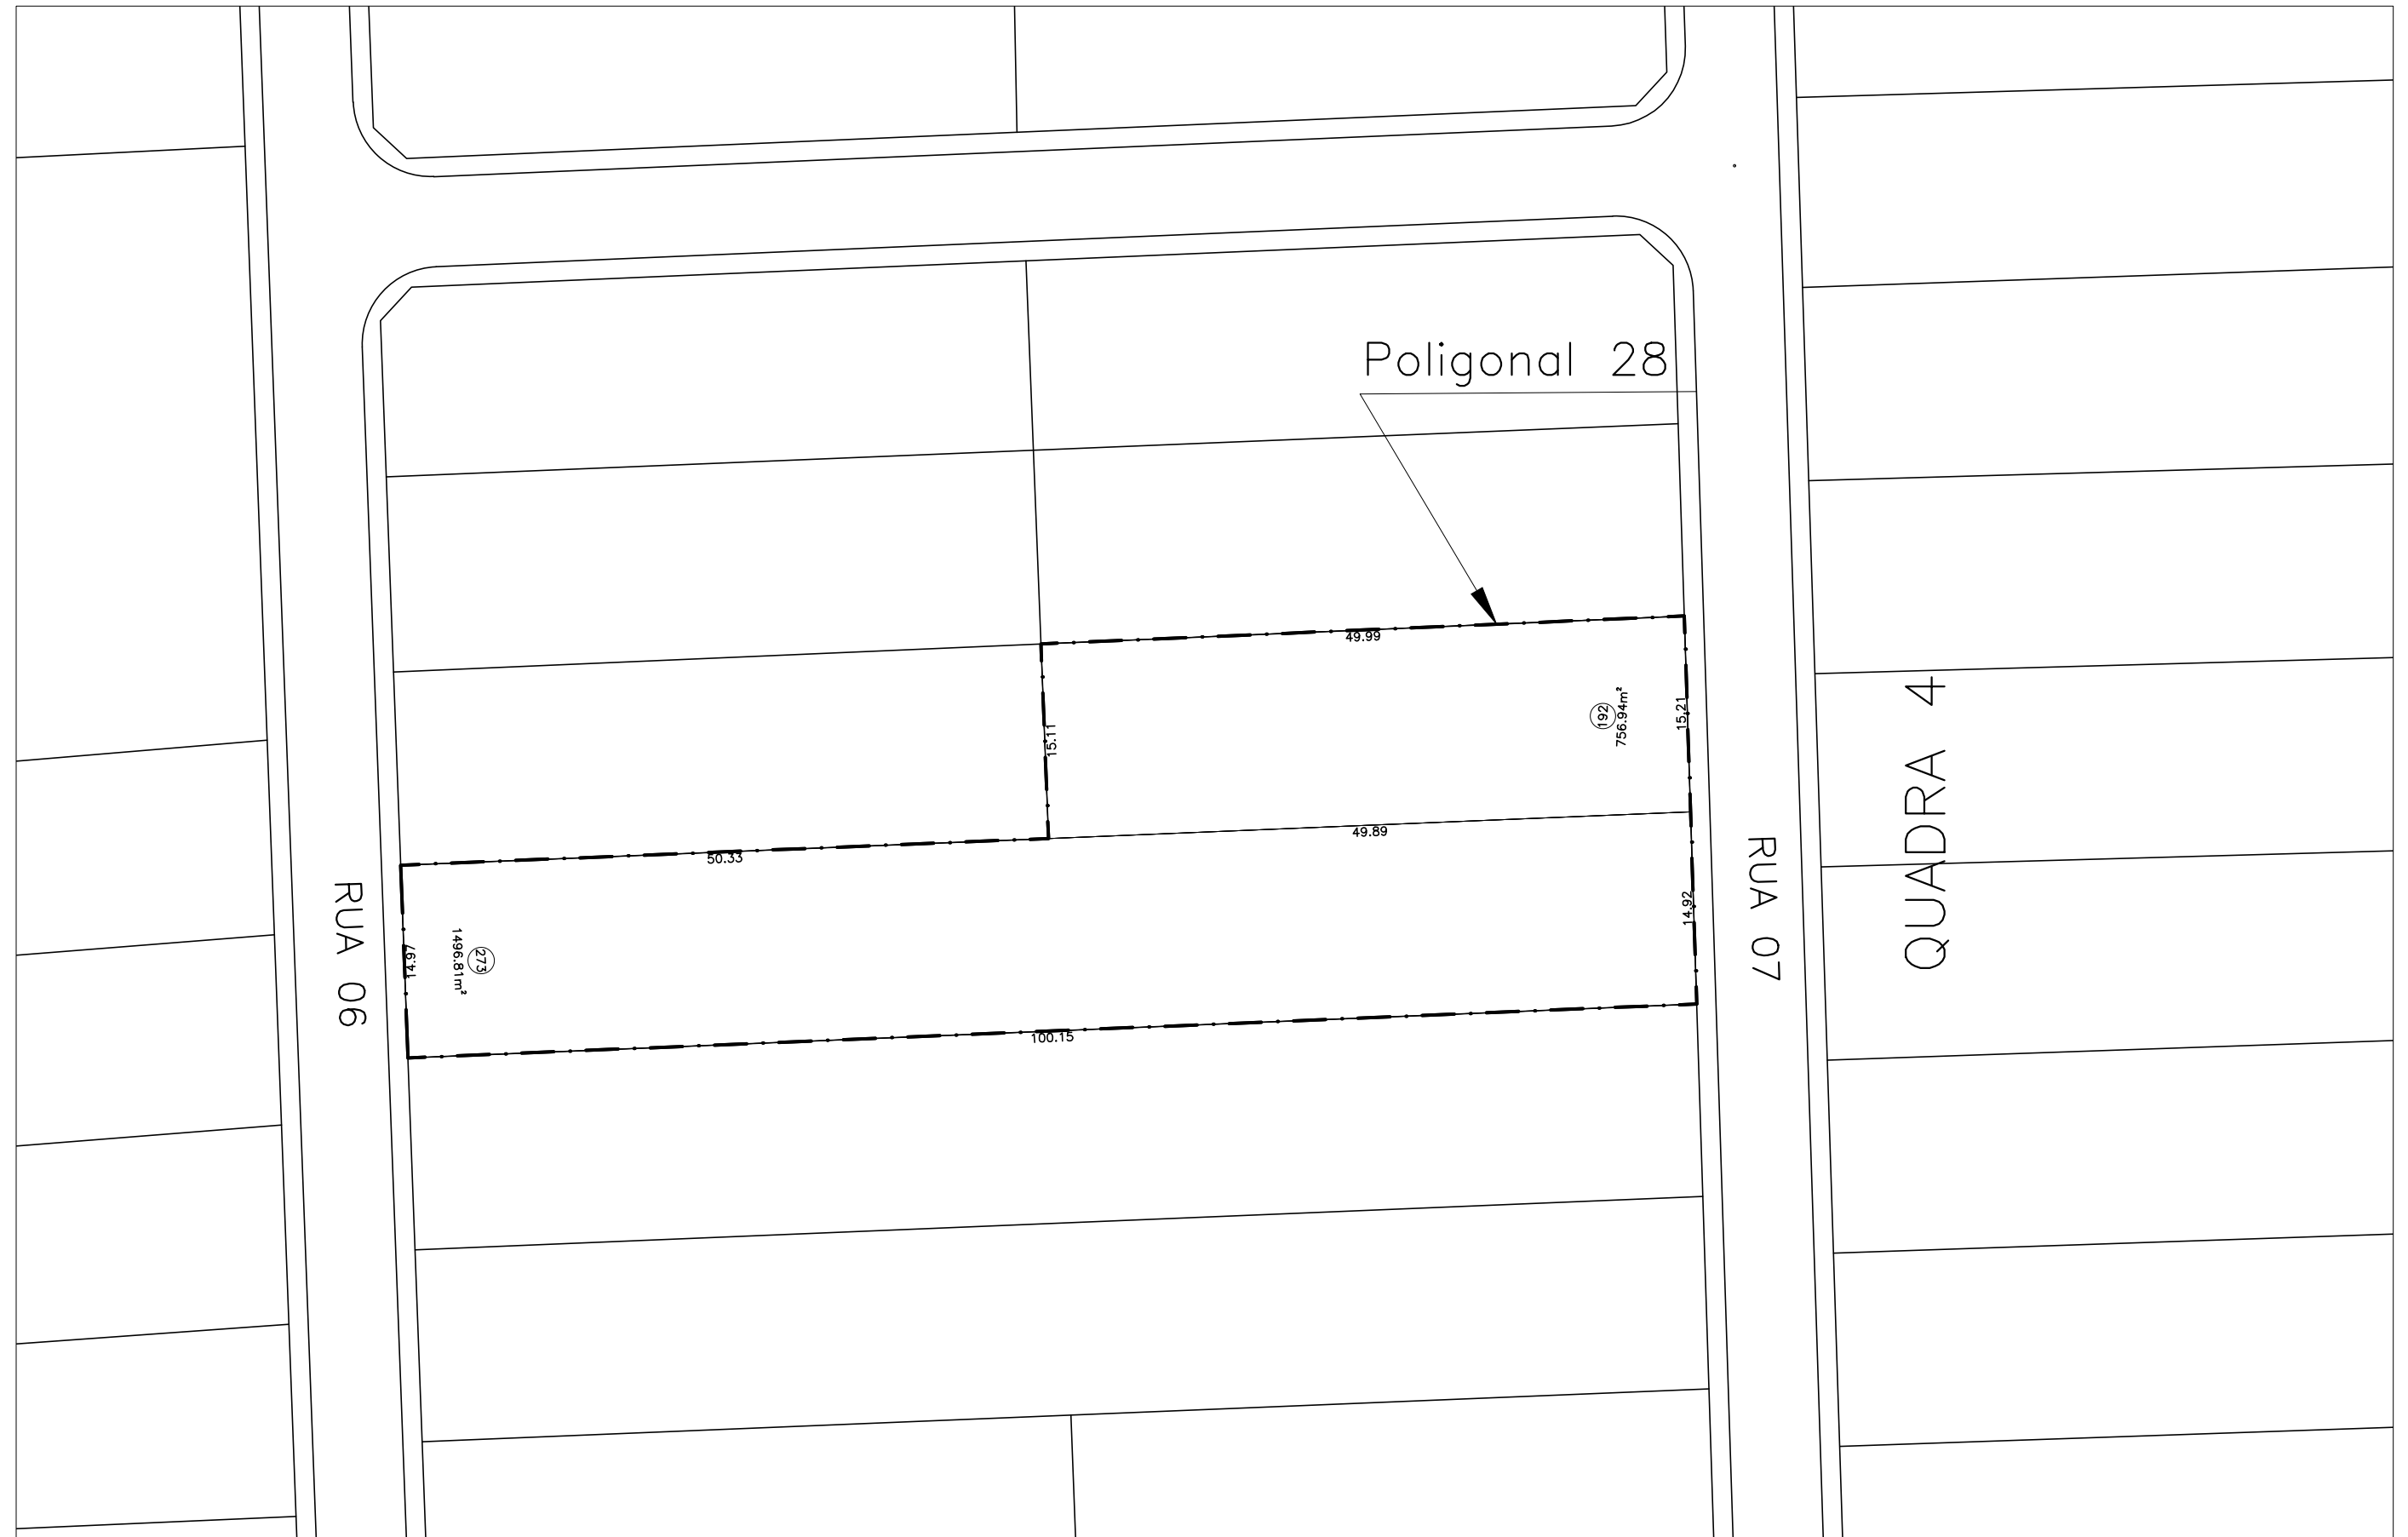 Poligonal 28
49.99
192
756.94m²
15.21
15.11
49.89
50.33
14.92
14.97
1496.81m²
273
100.15
RUA 06
RUA 07
QUADRA 4